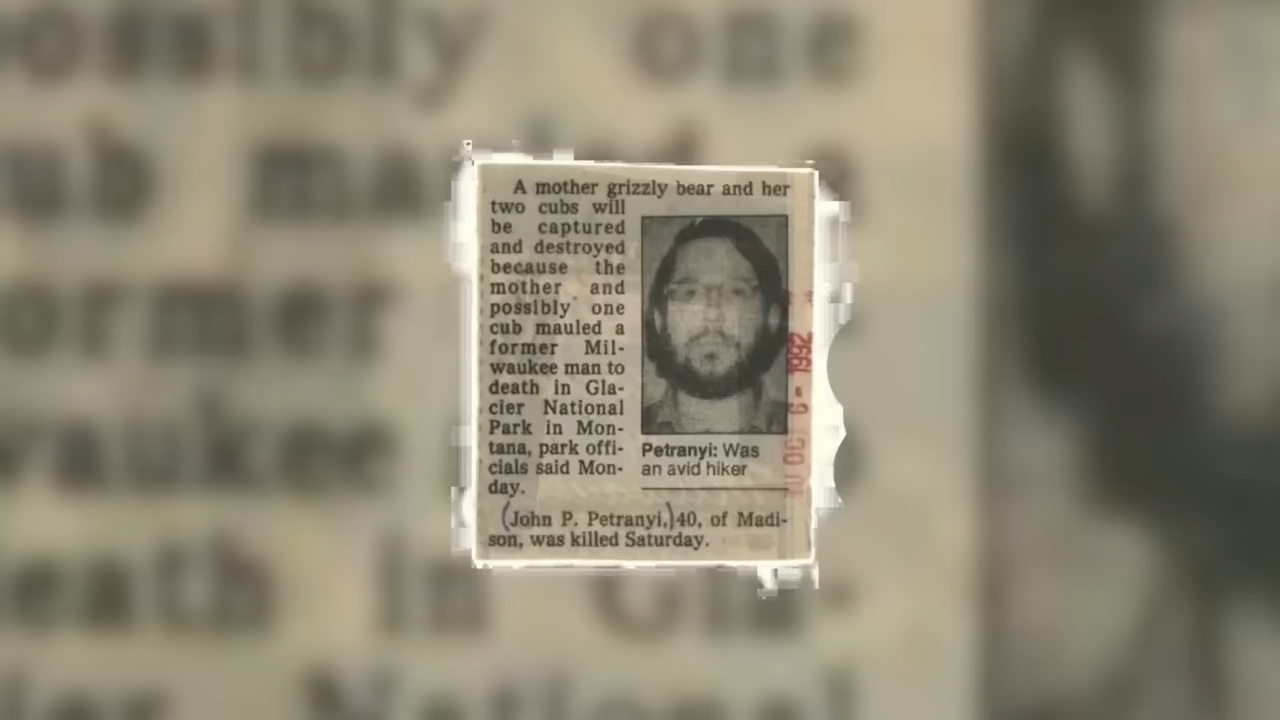 A mother grizzly bear and her
two cubs will
be captured
and destroyed
because the
mother and
possibly one
cub mauled a
former Mil-
waukee man to
death in Gla-
cier National
Park in Mon-
tana, park offi-
cials said Mon-
day.
Petranyi: Was
an avid hiker
(John P. Petranyi,) 40, of Madi-
son, was killed Saturday.
6 - 1992